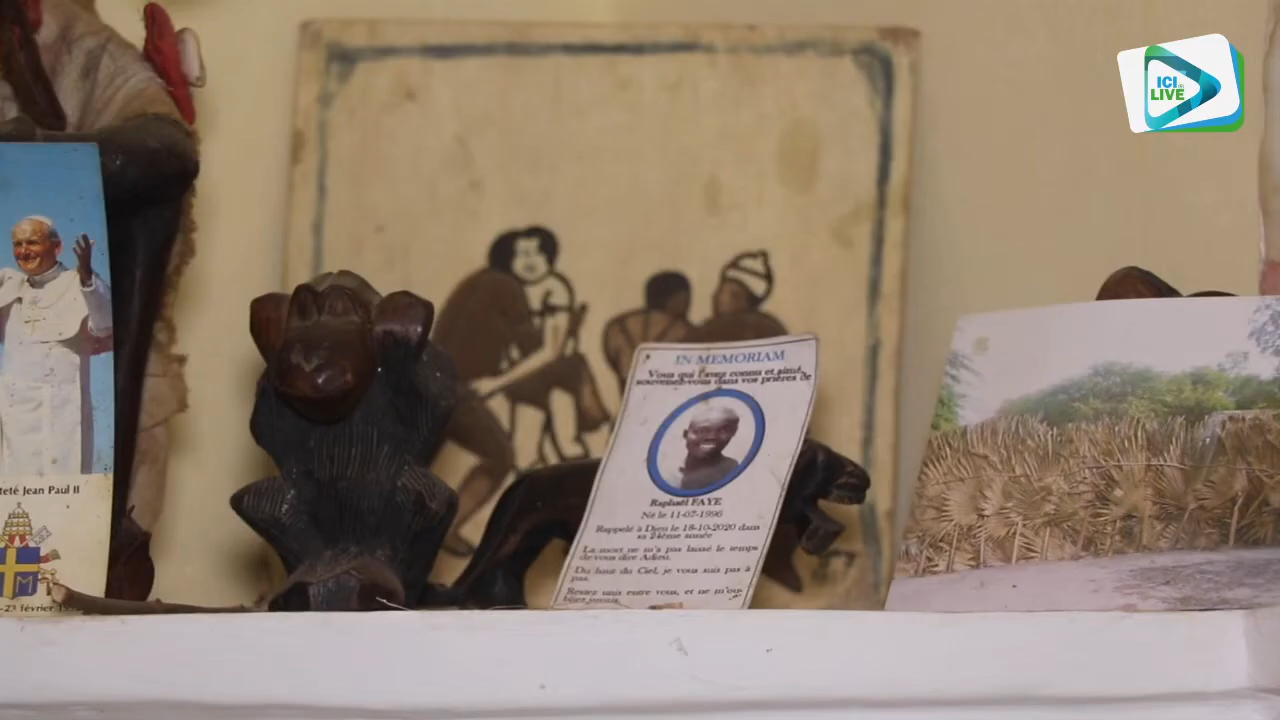 ICI
LIVE
IN MEMORIAM
Vous qui l'avez connu et aimé,
souvenez-vous dans vos prières de
Raphaël FAYE
Né le 11-07-1996
Rappelé à Dieu le 18-10-2020 dans
sa 24ème année
La mort ne m'a pas laissé le temps
de vous dire Adieu.
Du haut du Ciel, je vous suis pas à
pas.
Restez unis entre vous, et ne m'ou-
bliez jamais.
teté Jean Paul II
M
-23 février